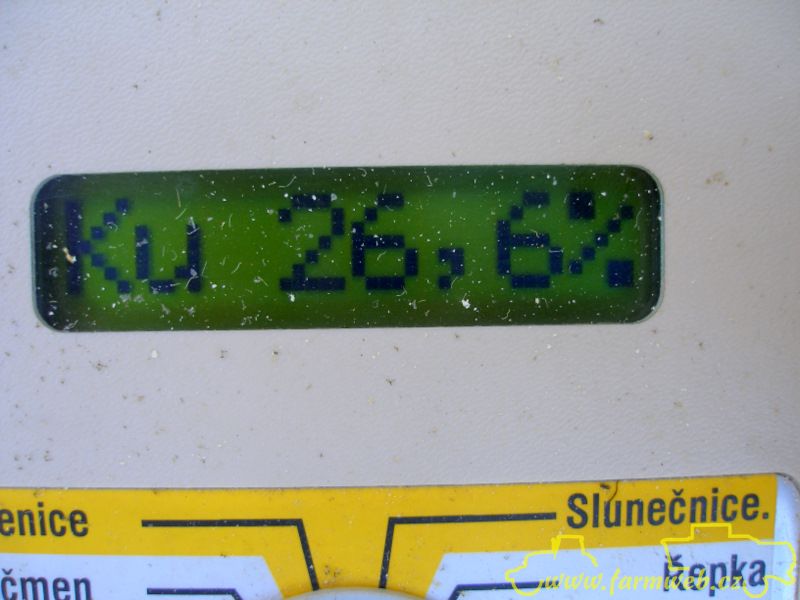 Ku 26,6%
enice
Slunečnice.
čmen
Řepka
www.farmweb.cz